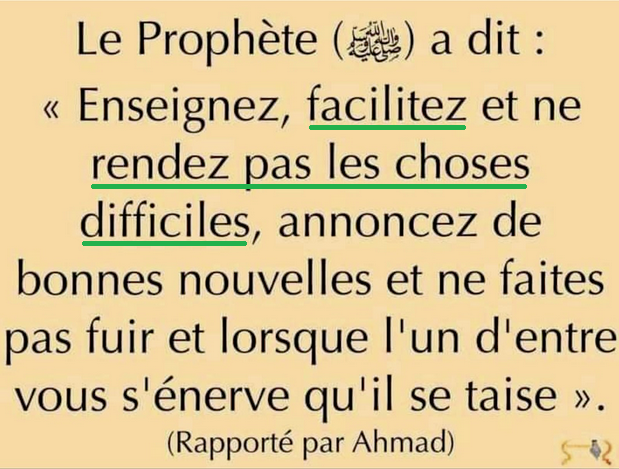 Le Prophète (ﷺ) a dit :
« Enseignez, facilitez et ne
rendez pas les choses
difficiles, annoncez de
bonnes nouvelles et ne faites
pas fuir et lorsque l'un d'entre
vous s'énerve qu'il se taise ».
(Rapporté par Ahmad)